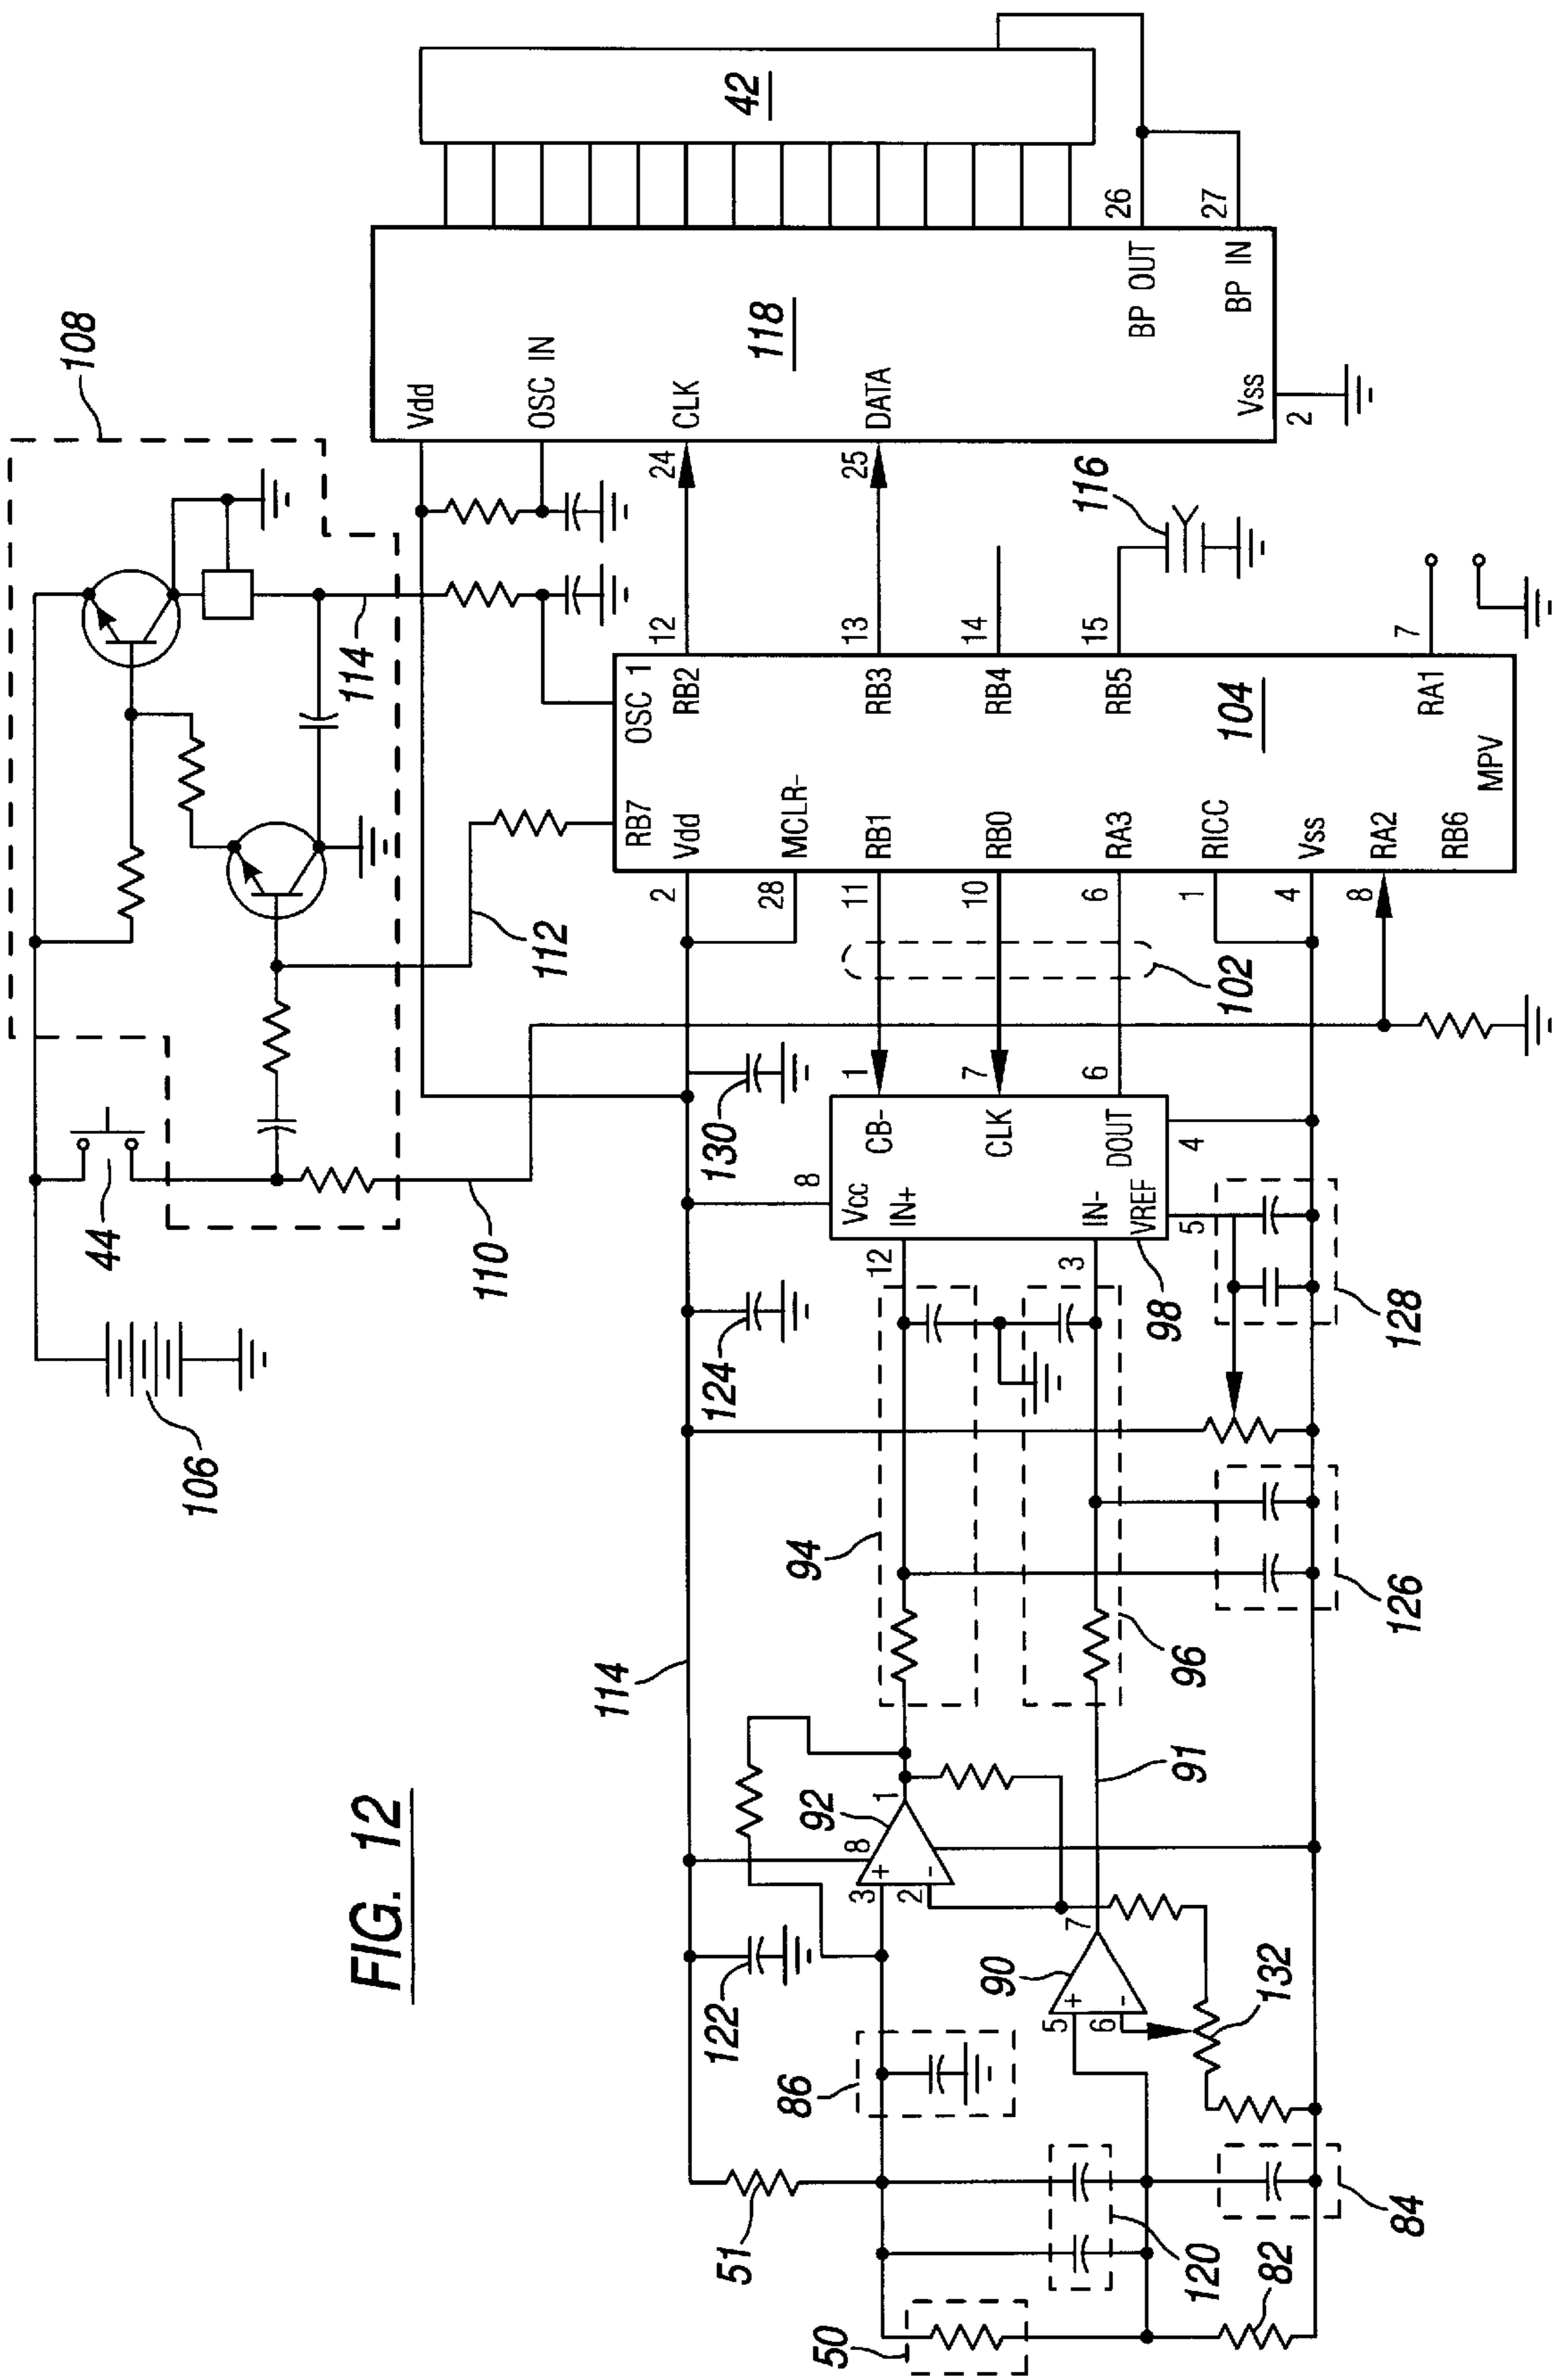 FIG. 12
106
44
108
110
112
114
114
51
50
122
124
130
86
120
82
84
3
2
8
+
-
1
92
5
6
+
-
7
90
91
132
94
96
126
128
98
12
3
5
8
4
Vcc
IN+
IN-
VREF
CB-
CLK
DOUT
1
7
6
102
2
28
11
10
6
1
4
8
RB7
OSC 1
Vdd
MCLR-
RB1
RB0
RA3
RICC
Vss
RA2
RB6
MPV
104
RB2
RB3
RB4
RB5
RA1
12
13
14
15
7
116
24
25
Vdd
OSC IN
CLK
DATA
118
Vss
2
BP OUT
BP IN
26
27
42